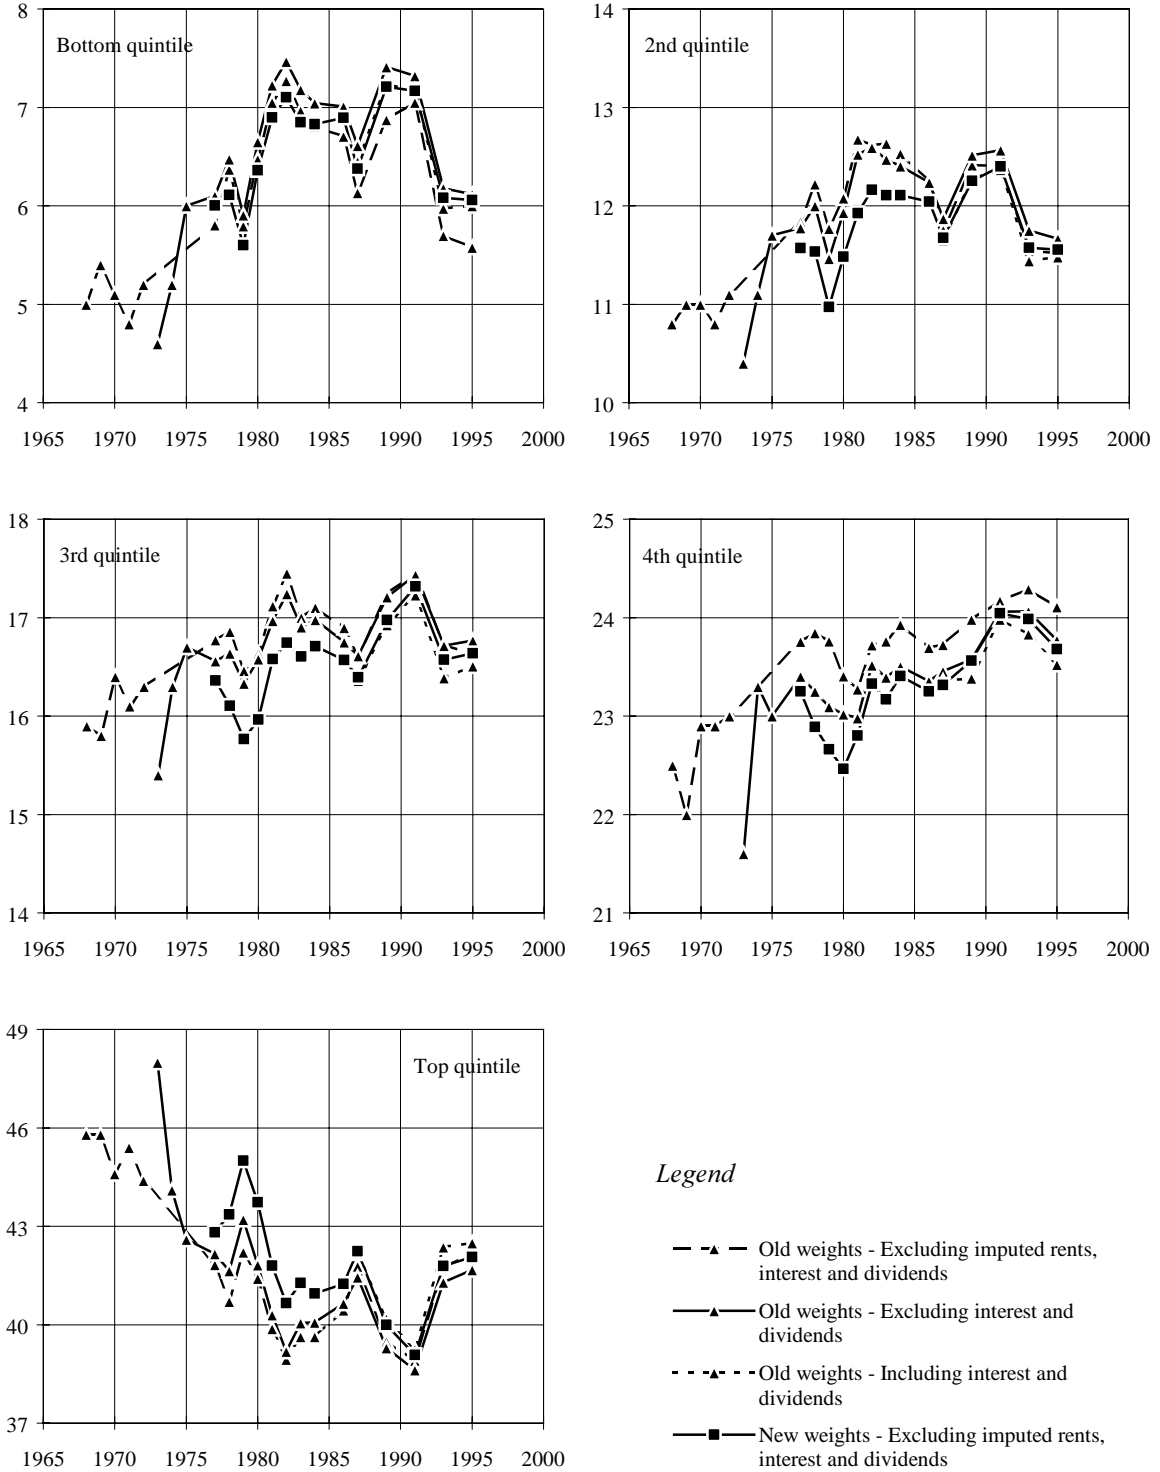 8
Bottom quintile
7
6
5
4
1965 1970 1975 1980 1985 1990 1995 2000
14
2nd quintile
13
12
11
10
1965 1970 1975 1980 1985 1990 1995 2000
18
3rd quintile
17
16
15
14
1965 1970 1975 1980 1985 1990 1995 2000
25
4th quintile
24
23
22
21
1965 1970 1975 1980 1985 1990 1995 2000
49
Top quintile
46
43
40
37
1965 1970 1975 1980 1985 1990 1995 2000
Legend
Old weights - Excluding imputed rents,
interest and dividends
Old weights - Excluding interest and
dividends
Old weights - Including interest and
dividends
New weights - Excluding imputed rents,
interest and dividends